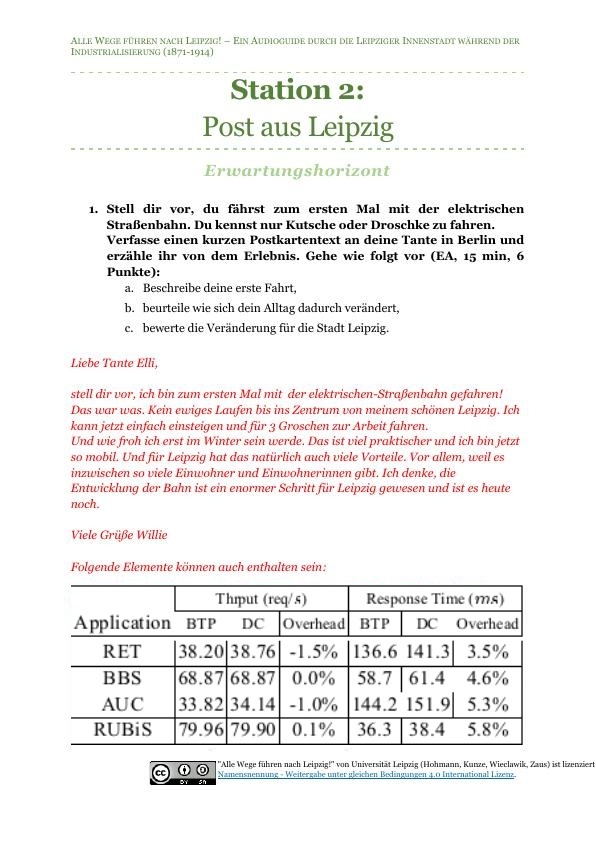 ALLE WEGE FÜHREN NACH LEIPZIG! – EIN AUDIOGUIDE DURCH DIE LEIPZIGER INNENSTADT WÄHREND DER
INDUSTRIALISIERUNG (1871-1914)
Station 2:
Post aus Leipzig
Erwartungshorizont
1. Stell dir vor, du fährst zum ersten Mal mit der elektrischen
Straßenbahn. Du kennst nur Kutsche oder Droschke zu fahren.
Verfasse einen kurzen Postkartentext an deine Tante in Berlin und
erzähle ihr von dem Erlebnis. Gehe wie folgt vor (EA, 15 min, 6
Punkte):
a. Beschreibe deine erste Fahrt,
b. beurteile wie sich dein Alltag dadurch verändert,
c. bewerte die Veränderung für die Stadt Leipzig.
Liebe Tante Elli,
stell dir vor, ich bin zum ersten Mal mit der elektrischen-Straßenbahn gefahren!
Das war was. Kein ewiges Laufen bis ins Zentrum von meinem schönen Leipzig. Ich
kann jetzt einfach einsteigen und für 3 Groschen zur Arbeit fahren.
Und wie froh ich erst im Winter sein werde. Das ist viel praktischer und ich bin jetzt
so mobil. Und für Leipzig hat das natürlich auch viele Vorteile. Vor allem, weil es
inzwischen so viele Einwohner und Einwohnerinnen gibt. Ich denke, die
Entwicklung der Bahn ist ein enormer Schritt für Leipzig gewesen und ist es heute
noch.
Viele Grüße Willie
Folgende Elemente können auch enthalten sein:
Thrput (req/s) Response Time (ms)
Application BTP DC Overhead BTP DC Overhead
RET 38.20 38.76 -1.5% 136.6 141.3 3.5%
BBS 68.87 68.87 0.0% 58.7 61.4 4.6%
AUC 33.82 34.14 -1.0% 144.2 151.9 5.3%
RUBiS 79.96 79.90 0.1% 36.3 38.4 5.8%
cc BY SA "Alle Wege führen nach Leipzig!" von Universität Leipzig (Hohmann, Kunze, Wieclawik, Zaus) ist lizenziert
Namensnennung - Weitergabe unter gleichen Bedingungen 4.0 International Lizenz.